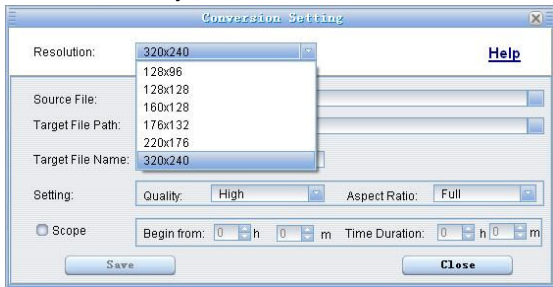 Conversion Setting
Resolution: 320x240 Help
128x96
128x128
160x128
176x132
220x176
320x240
Source File:
Target File Path:
Target File Name:
Setting: Quality: High Aspect Ratio: Full
Scope Begin from: 0 h 0 m Time Duration: 0 h 0 m
Save Close